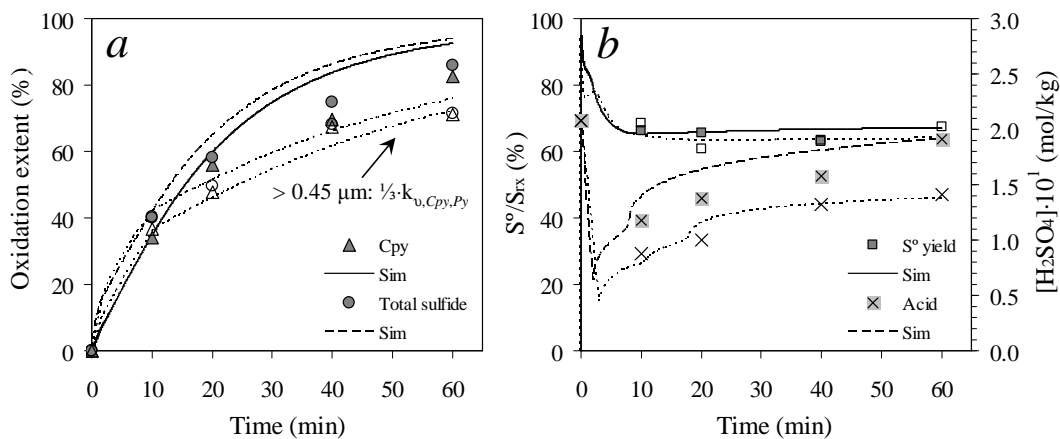 a
b
Oxidation extent (%)
100
80
60
40
20
0
0 10 20 30 40 50 60
Time (min)
> 0.45 µm: ⅓·kυ,Cpy,Py
Cpy
Sim
Total sulfide
Sim
S°/Srx (%)
100
80
60
40
20
0
0 10 20 30 40 50 60
Time (min)
S° yield
Sim
Acid
Sim
3.0
2.5
2.0
1.5
1.0
0.5
0.0
[H2SO4]·10¹ (mol/kg)